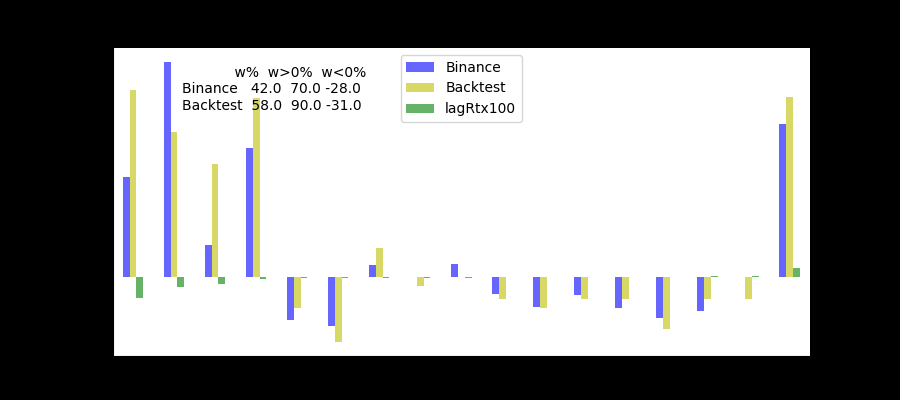 w%  w>0%  w<0%
Binance   42.0  70.0 -28.0
Backtest  58.0  90.0 -31.0
Binance
Backtest
lagRtx100